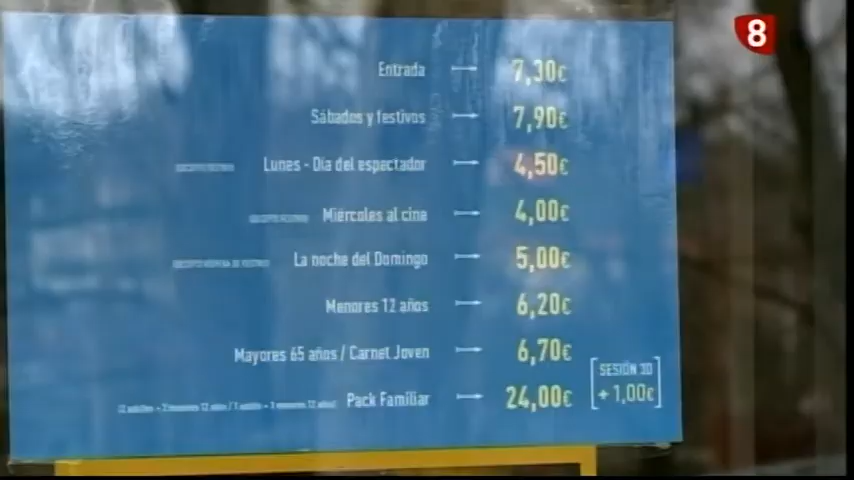 8
Entrada 7,30€
Sábados y festivos 7,90€
Lunes - Día del espectador 4,50€
Miércoles al cine 4,00€
La noche del Domingo 5,00€
Menores 12 años 6,20€
Mayores 65 años / Carnet Joven 6,70€
Pack Familiar 24,00€
SESIÓN 3D
+ 1,00€